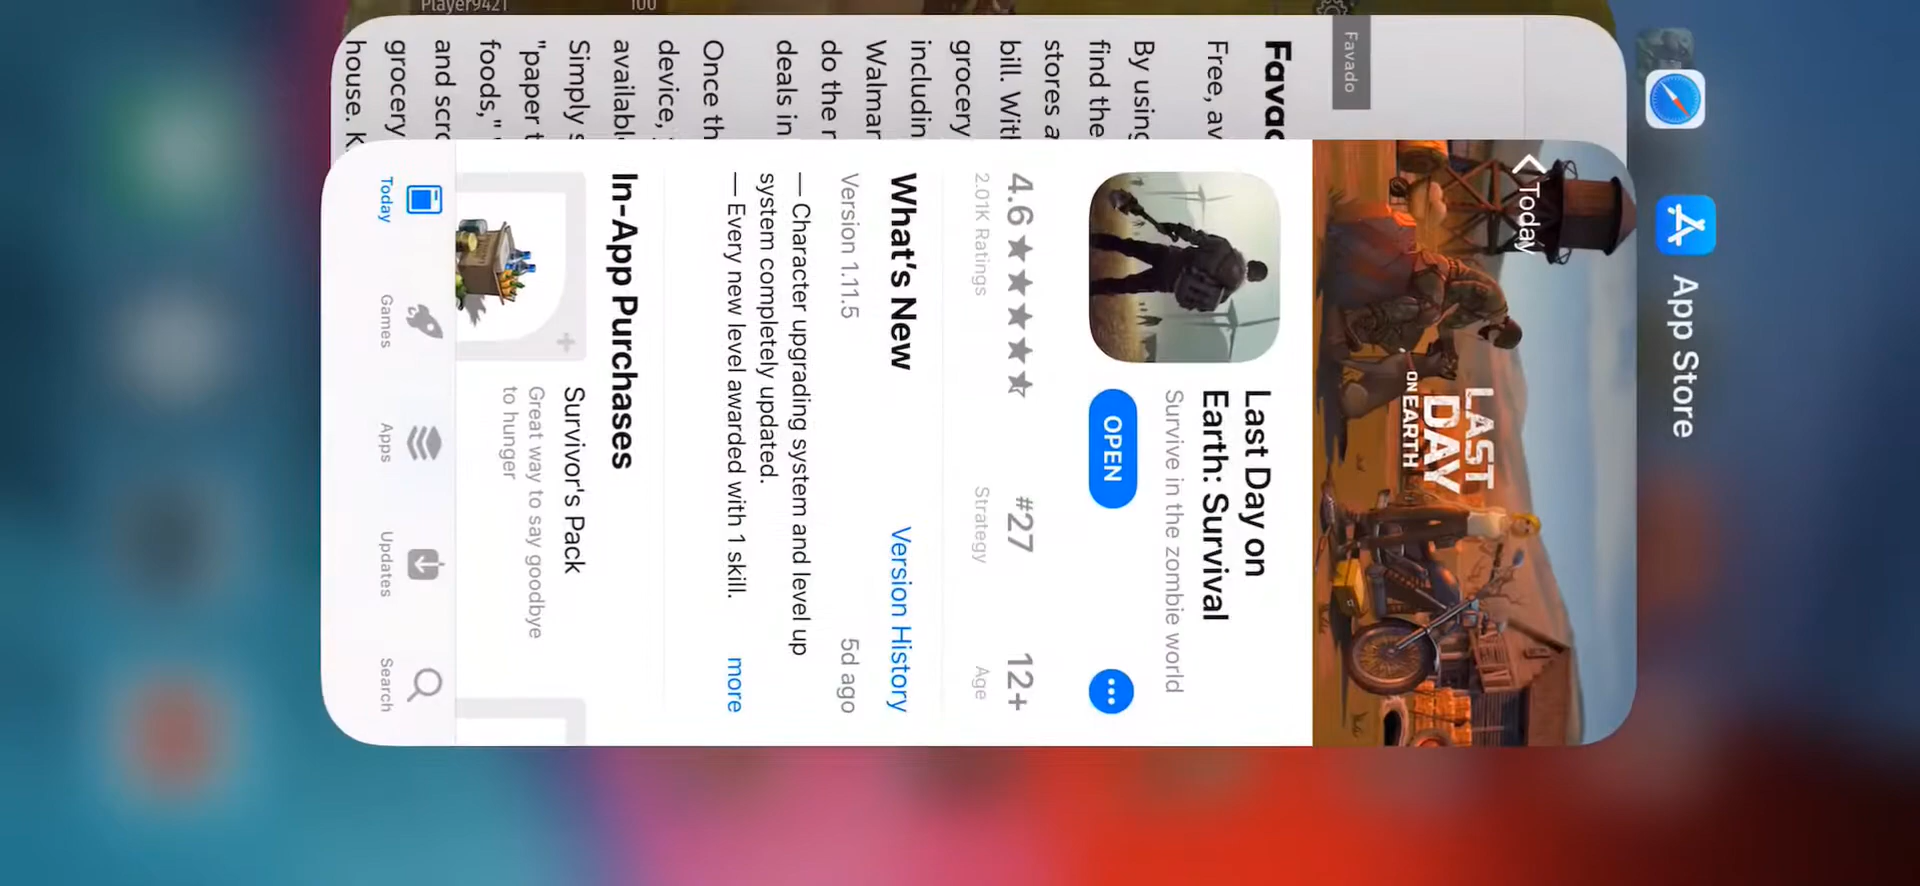 App Store
Today
LAST
DAY
ON EARTH
Last Day on
Earth: Survival
Survive in the zombie world
OPEN
4.6
2.01K Ratings
#27
Strategy
12+
Age
What's New
Version History
Version 1.11.5
5d ago
— Character upgrading system and level up
system completely updated.
— Every new level awarded with 1 skill.
more
In-App Purchases
Survivor's Pack
Great way to say goodbye
to hunger
Today
Games
Apps
Updates
Search
Favado
Favad
Free, av
By using
find the
stores a
bill. With
grocery
includin
Walmar
do the r
deals in
Once th
device,
availabl
Simply s
"paper t
foods,"
and scro
grocery
house. K
Player9421
100